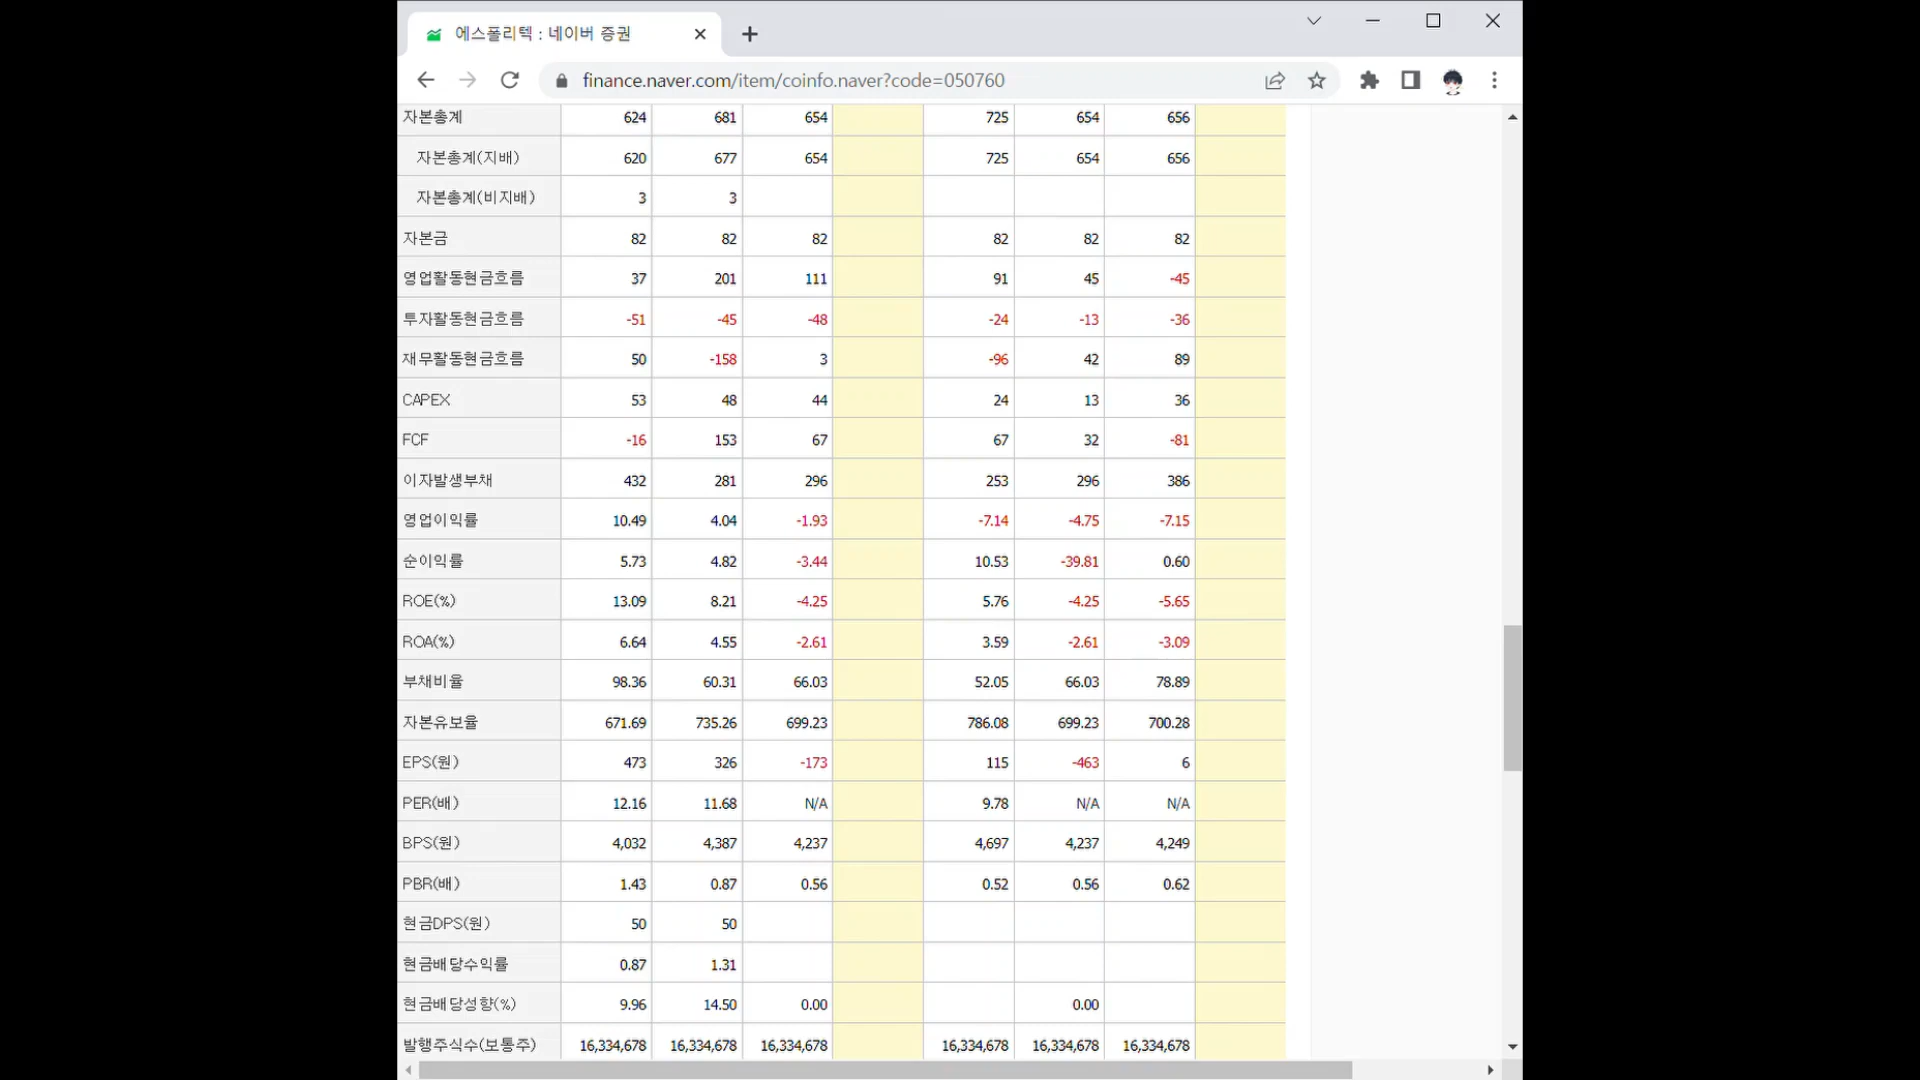 에스폴리텍 : 네이버 증권
finance.naver.com/item/coinfo.naver?code=050760
자본총계 624 681 654 725 654 656
자본총계(지배) 620 677 654 725 654 656
자본총계(비지배) 3 3
자본금 82 82 82 82 82 82
영업활동현금흐름 37 201 111 91 45 -45
투자활동현금흐름 -51 -45 -48 -24 -13 -36
재무활동현금흐름 50 -158 3 -96 42 89
CAPEX 53 48 44 24 13 36
FCF -16 153 67 67 32 -81
이자발생부채 432 281 296 253 296 386
영업이익률 10.49 4.04 -1.93 -7.14 -4.75 -7.15
순이익률 5.73 4.82 -3.44 10.53 -39.81 0.60
ROE(%) 13.09 8.21 -4.25 5.76 -4.25 -5.65
ROA(%) 6.64 4.55 -2.61 3.59 -2.61 -3.09
부채비율 98.36 60.31 66.03 52.05 66.03 78.89
자본유보율 671.69 735.26 699.23 786.08 699.23 700.28
EPS(원) 473 326 -173 115 -463 6
PER(배) 12.16 11.68 N/A 9.78 N/A N/A
BPS(원) 4,032 4,387 4,237 4,697 4,237 4,249
PBR(배) 1.43 0.87 0.56 0.52 0.56 0.62
현금DPS(원) 50 50
현금배당수익률 0.87 1.31
현금배당성향(%) 9.96 14.50 0.00 0.00
발행주식수(보통주) 16,334,678 16,334,678 16,334,678 16,334,678 16,334,678 16,334,678